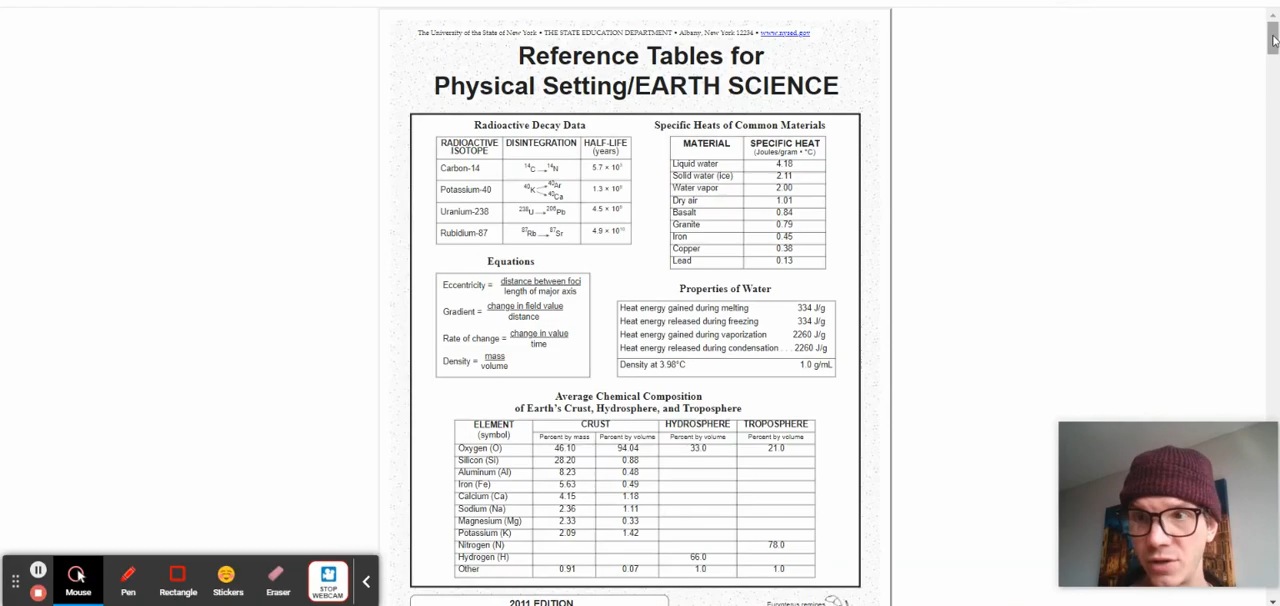 The University of the State of New York • THE STATE EDUCATION DEPARTMENT • Albany, New York 12234 • www.nysed.gov
Reference Tables for
Physical Setting/EARTH SCIENCE
Radioactive Decay Data
RADIOACTIVE ISOTOPE DISINTEGRATION HALF-LIFE (years)
Carbon-14 ¹⁴C → ¹⁴N 5.7 × 10³
Potassium-40 ⁴⁰K → ⁴⁰Ar ⁴⁰Ca 1.3 × 10⁹
Uranium-238 ²³⁸U → ²⁰⁶Pb 4.5 × 10⁹
Rubidium-87 ⁸⁷Rb → ⁸⁷Sr 4.9 × 10¹⁰
Specific Heats of Common Materials
MATERIAL SPECIFIC HEAT (Joules/gram • °C)
Liquid water 4.18
Solid water (ice) 2.11
Water vapor 2.00
Dry air 1.01
Basalt 0.84
Granite 0.79
Iron 0.45
Copper 0.38
Lead 0.13
Equations
Eccentricity = distance between foci
length of major axis
Gradient = change in field value
distance
Rate of change = change in value
time
Density = mass
volume
Properties of Water
Heat energy gained during melting 334 J/g
Heat energy released during freezing 334 J/g
Heat energy gained during vaporization 2260 J/g
Heat energy released during condensation . . . 2260 J/g
Density at 3.98°C 1.0 g/mL
Average Chemical Composition
of Earth's Crust, Hydrosphere, and Troposphere
ELEMENT CRUST HYDROSPHERE TROPOSPHERE
(symbol) Percent by mass Percent by volume Percent by volume Percent by volume
Oxygen (O) 46.10 94.04 33.0 21.0
Silicon (Si) 28.20 0.88
Aluminum (Al) 8.23 0.48
Iron (Fe) 5.63 0.49
Calcium (Ca) 4.15 1.18
Sodium (Na) 2.36 1.11
Magnesium (Mg) 2.33 0.33
Potassium (K) 2.09 1.42
Nitrogen (N) 78.0
Hydrogen (H) 66.0
Other 0.91 0.07 1.0 1.0
2011 EDITION
Eurypterus remipes
Mouse Pen Rectangle Stickers Eraser STOP WEBCAM